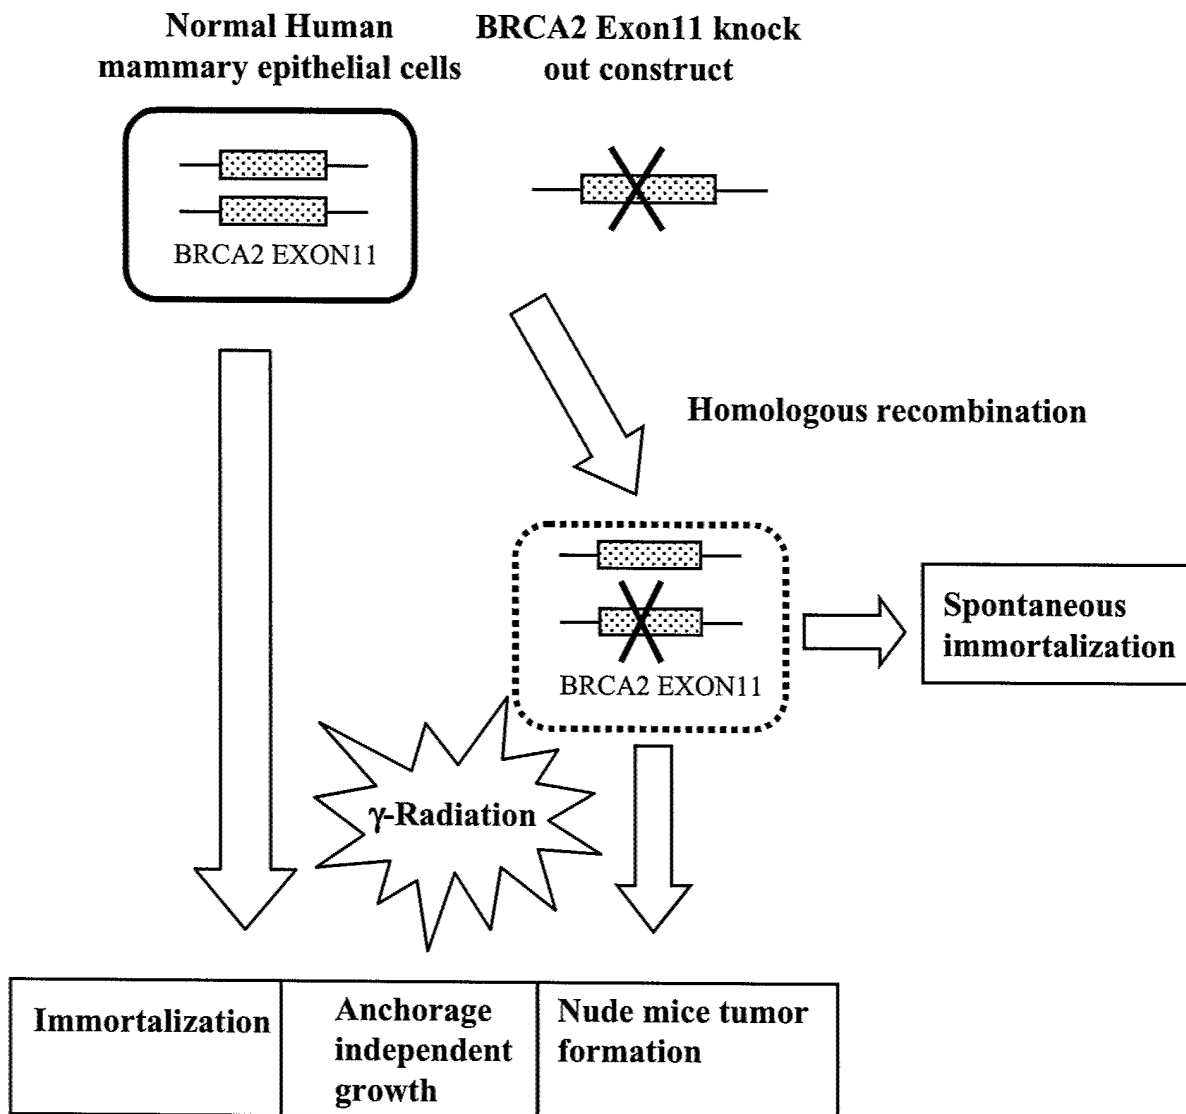 Normal Human
mammary epithelial cells
BRCA2 Exon11 knock
out construct
BRCA2 EXON11
Homologous recombination
BRCA2 EXON11
Spontaneous
immortalization
γ-Radiation
Immortalization
Anchorage
independent
growth
Nude mice tumor
formation